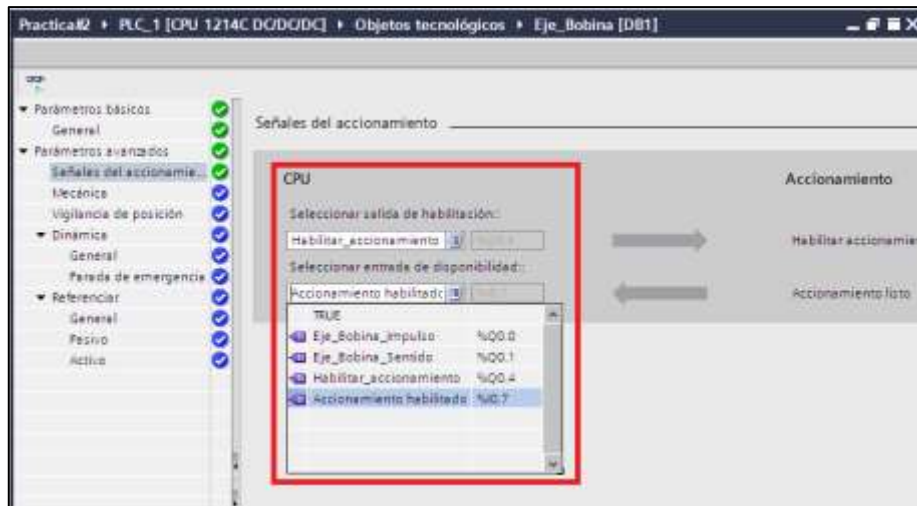 Practica#2 ▸ PLC_1 [CPU 1214C DC/DC/DC] ▸ Objetos tecnológicos ▸ Eje_Bobina [DB1]
Parámetros básicos
General
Parámetros avanzados
Señales del accionamie...
Mecánica
Vigilancia de posición
Dinámica
General
Parada de emergencia
Referenciar
General
Pasivo
Activo
Señales del accionamiento
CPU
Accionamiento
Seleccionar salida de habilitación:
Habilitar_accionamiento %Q0.4
Habilitar accionamie
Seleccionar entrada de disponibilidad:
Accionamiento habilitado
Accionamiento listo
TRUE
Eje_Bobina_Impulso %Q0.0
Eje_Bobina_Sentido %Q0.1
Habilitar_accionamiento %Q0.4
Accionamiento habilitado %I0.7